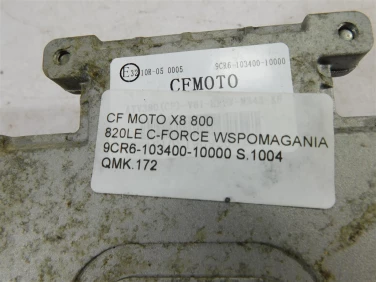 10R-05 0005 9CR6-103400-10000
CFMOTO
CF MOTO X8 800
820LE C-FORCE WSPOMAGANIA
9CR6-103400-10000 S.1004
QMK.172